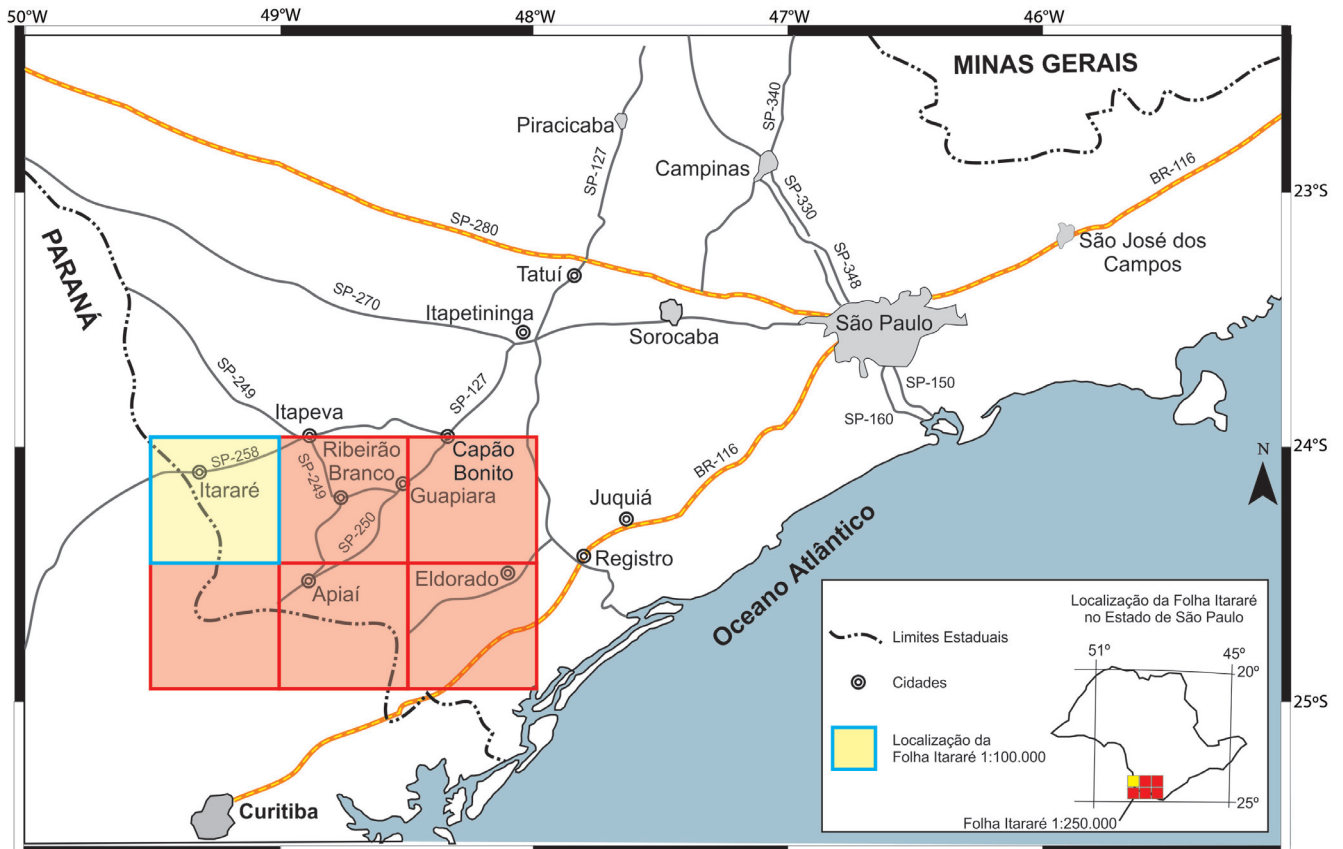 50ºW
49ºW
48ºW
47ºW
46ºW
MINAS GERAIS
SP-340
Piracicaba
SP-127
Campinas
SP-330
BR-116
23ºS
SP-280
PARANÁ
São José dos
Campos
SP-348
Tatuí
SP-270
Itapetininga
Sorocaba
São Paulo
SP-249
SP-127
SP-150
SP-160
Itapeva
24ºS
Ribeirão
Branco
Capão
Bonito
SP-258
Itararé
SP-249
Guapiara
BR-116
N
Juquiá
SP-250
Registro
Eldorado
Apiaí
Oceano Atlântico
Localização da Folha Itararé
no Estado de São Paulo
Limites Estaduais
51º
45º
20º
Cidades
25ºS
Localização da
Folha Itararé 1:100.000
25º
Folha Itararé 1:250.000
Curitiba